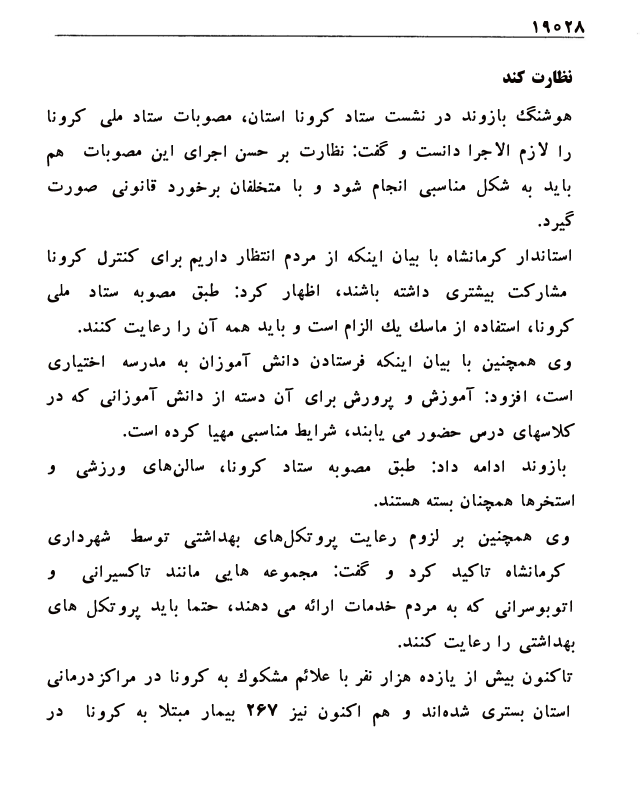 ۱۹۰۲۸
نظارت کند
هوشنگ بازوند در نشست ستاد کرونا استان، مصوبات ستاد ملی کرونا
را لازم الاجرا دانست و گفت: نظارت بر حسن اجرای این مصوبات هم
باید به شکل مناسبی انجام شود و با متخلفان برخورد قانونی صورت
گیرد.
استاندار کرمانشاه با بیان اینکه از مردم انتظار داریم برای کنترل کرونا
مشارکت بیشتری داشته باشند، اظهار کرد: طبق مصوبه ستاد ملی
کرونا، استفاده از ماسك یك الزام است و باید همه آن را رعایت کنند.
وی همچنین با بیان اینکه فرستادن دانش آموزان به مدرسه اختیاری
است، افزود: آموزش و پرورش برای آن دسته از دانش آموزانی که در
کلاسهای درس حضور می یابند، شرایط مناسبی مهیا کرده است.
بازوند ادامه داد: طبق مصوبه ستاد کرونا، سالن‌های ورزشی و
استخرها همچنان بسته هستند.
وی همچنین بر لزوم رعایت پروتکل‌های بهداشتی توسط شهرداری
کرمانشاه تاکید کرد و گفت: مجموعه هایی مانند تاکسیرانی و
اتوبوسرانی که به مردم خدمات ارائه می دهند، حتما باید پروتکل های
بهداشتی را رعایت کنند.
تاکنون بیش از یازده هزار نفر با علائم مشکوك به کرونا در مراکز درمانی
استان بستری شده‌اند و هم اکنون نیز ۲۶۷ بیمار مبتلا به کرونا در